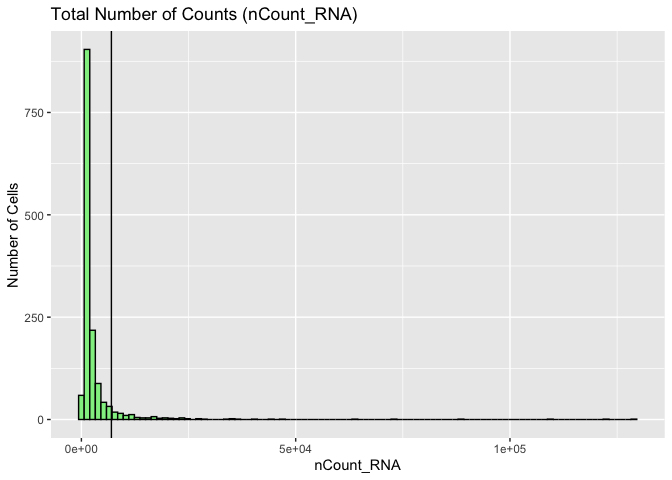 Total Number of Counts (nCount_RNA)
Number of Cells
750
500
250
0
0e+00 5e+04 1e+05
nCount_RNA